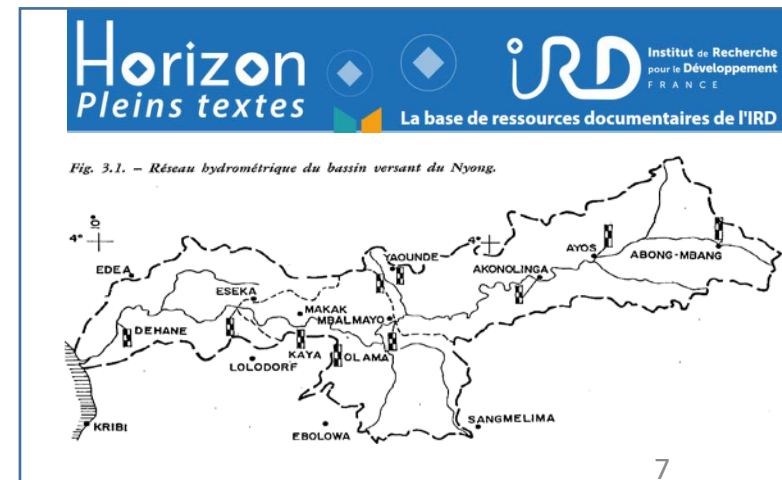 Horizon
Pleins textes
IRD
Institut de Recherche
pour le Développement
FRANCE
La base de ressources documentaires de l'IRD
Fig. 3.1. – Réseau hydrométrique du bassin versant du Nyong.
10°
4°
4°
YAOUNDE
AYOS
ABONG-MBANG
EDEA
AKONOLINGA
ESEKA
MAKAK
MBALMAYO
DEHANE
KAYA
OLAMA
LOLODORF
SANGMELIMA
KRIBI
EBOLOWA
7